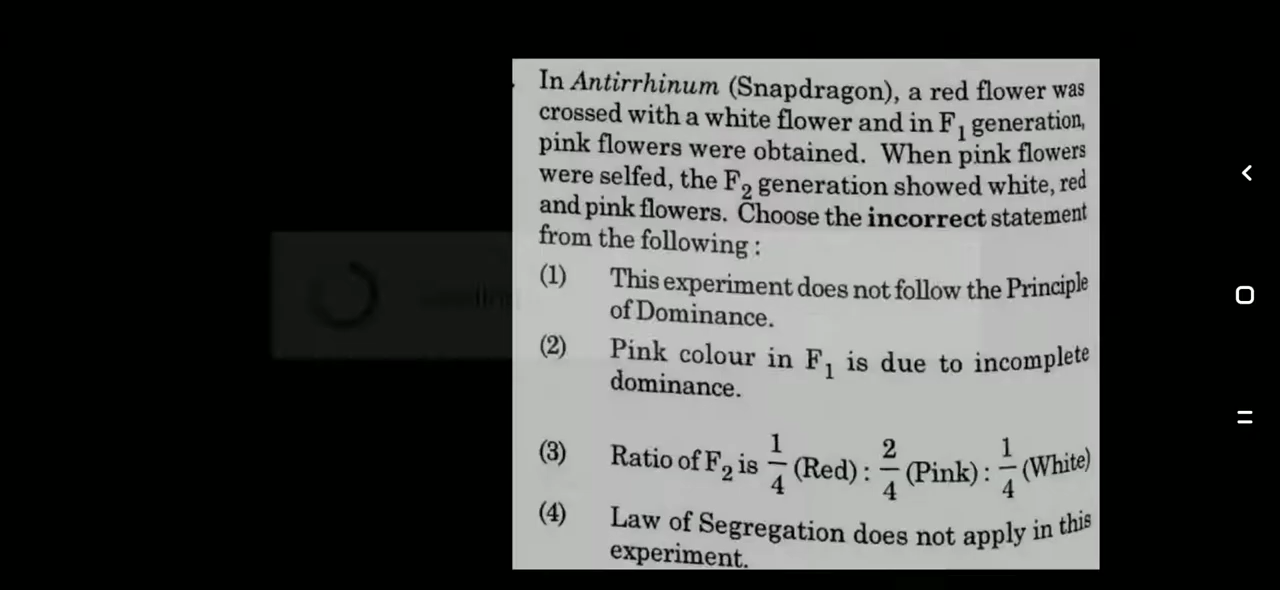 In Antirrhinum (Snapdragon), a red flower was
crossed with a white flower and in F₁ generation,
pink flowers were obtained. When pink flowers
were selfed, the F₂ generation showed white, red
and pink flowers. Choose the incorrect statement
from the following :
(1) This experiment does not follow the Principle
of Dominance.
(2) Pink colour in F₁ is due to incomplete
dominance.
(3) Ratio of F₂ is 1/4 (Red) : 2/4 (Pink) : 1/4 (White)
(4) Law of Segregation does not apply in this
experiment.